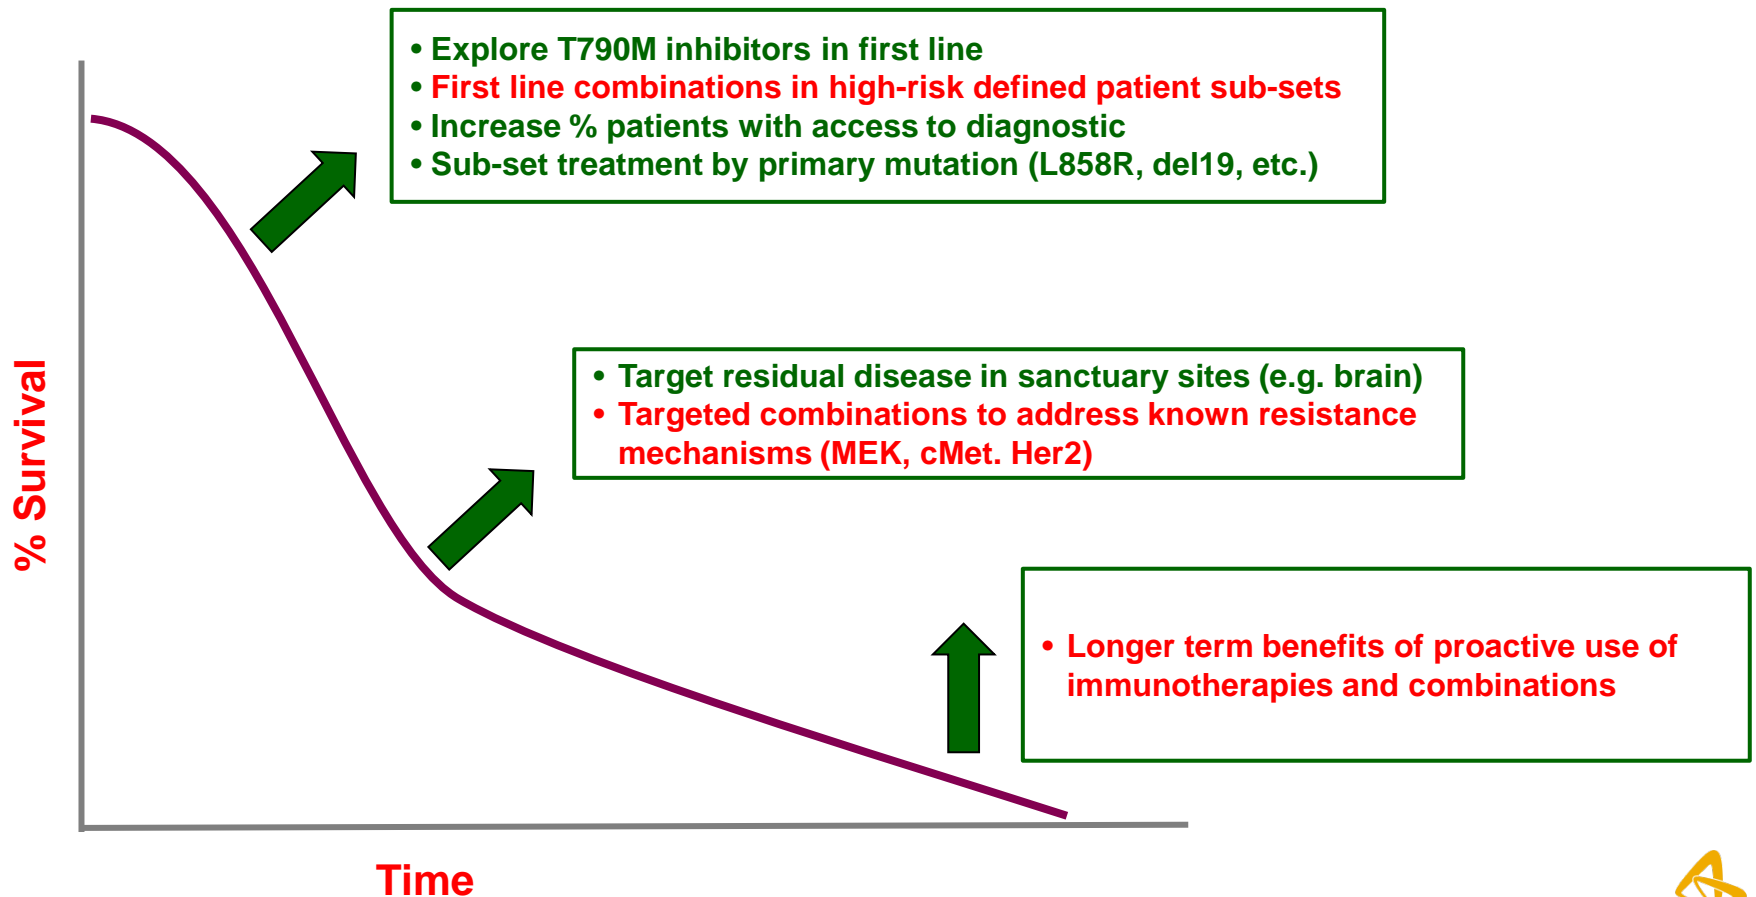 • Explore T790M inhibitors in first line
• First line combinations in high-risk defined patient sub-sets
• Increase % patients with access to diagnostic
• Sub-set treatment by primary mutation (L858R, del19, etc.)
• Target residual disease in sanctuary sites (e.g. brain)
• Targeted combinations to address known resistance
mechanisms (MEK, cMet. Her2)
% Survival
• Longer term benefits of proactive use of
immunotherapies and combinations
Time